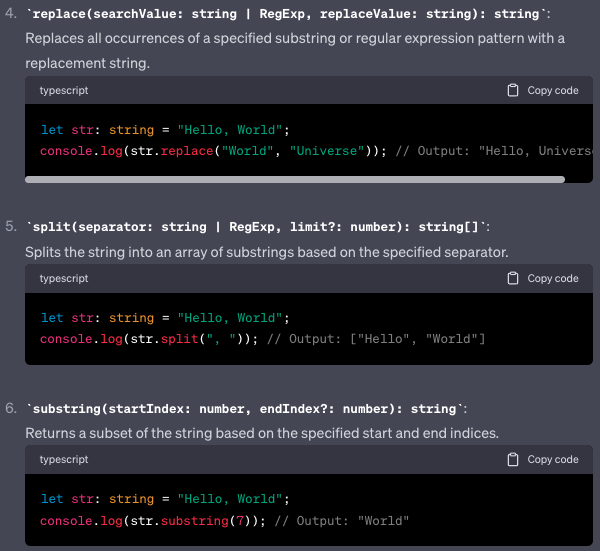 4. `replace(searchValue: string | RegExp, replaceValue: string): string`:
Replaces all occurrences of a specified substring or regular expression pattern with a
replacement string.
typescript Copy code
let str: string = "Hello, World";
console.log(str.replace("World", "Universe")); // Output: "Hello, Univers
5. `split(separator: string | RegExp, limit?: number): string[]`:
Splits the string into an array of substrings based on the specified separator.
typescript Copy code
let str: string = "Hello, World";
console.log(str.split(", ")); // Output: ["Hello", "World"]
6. `substring(startIndex: number, endIndex?: number): string`:
Returns a subset of the string based on the specified start and end indices.
typescript Copy code
let str: string = "Hello, World";
console.log(str.substring(7)); // Output: "World"